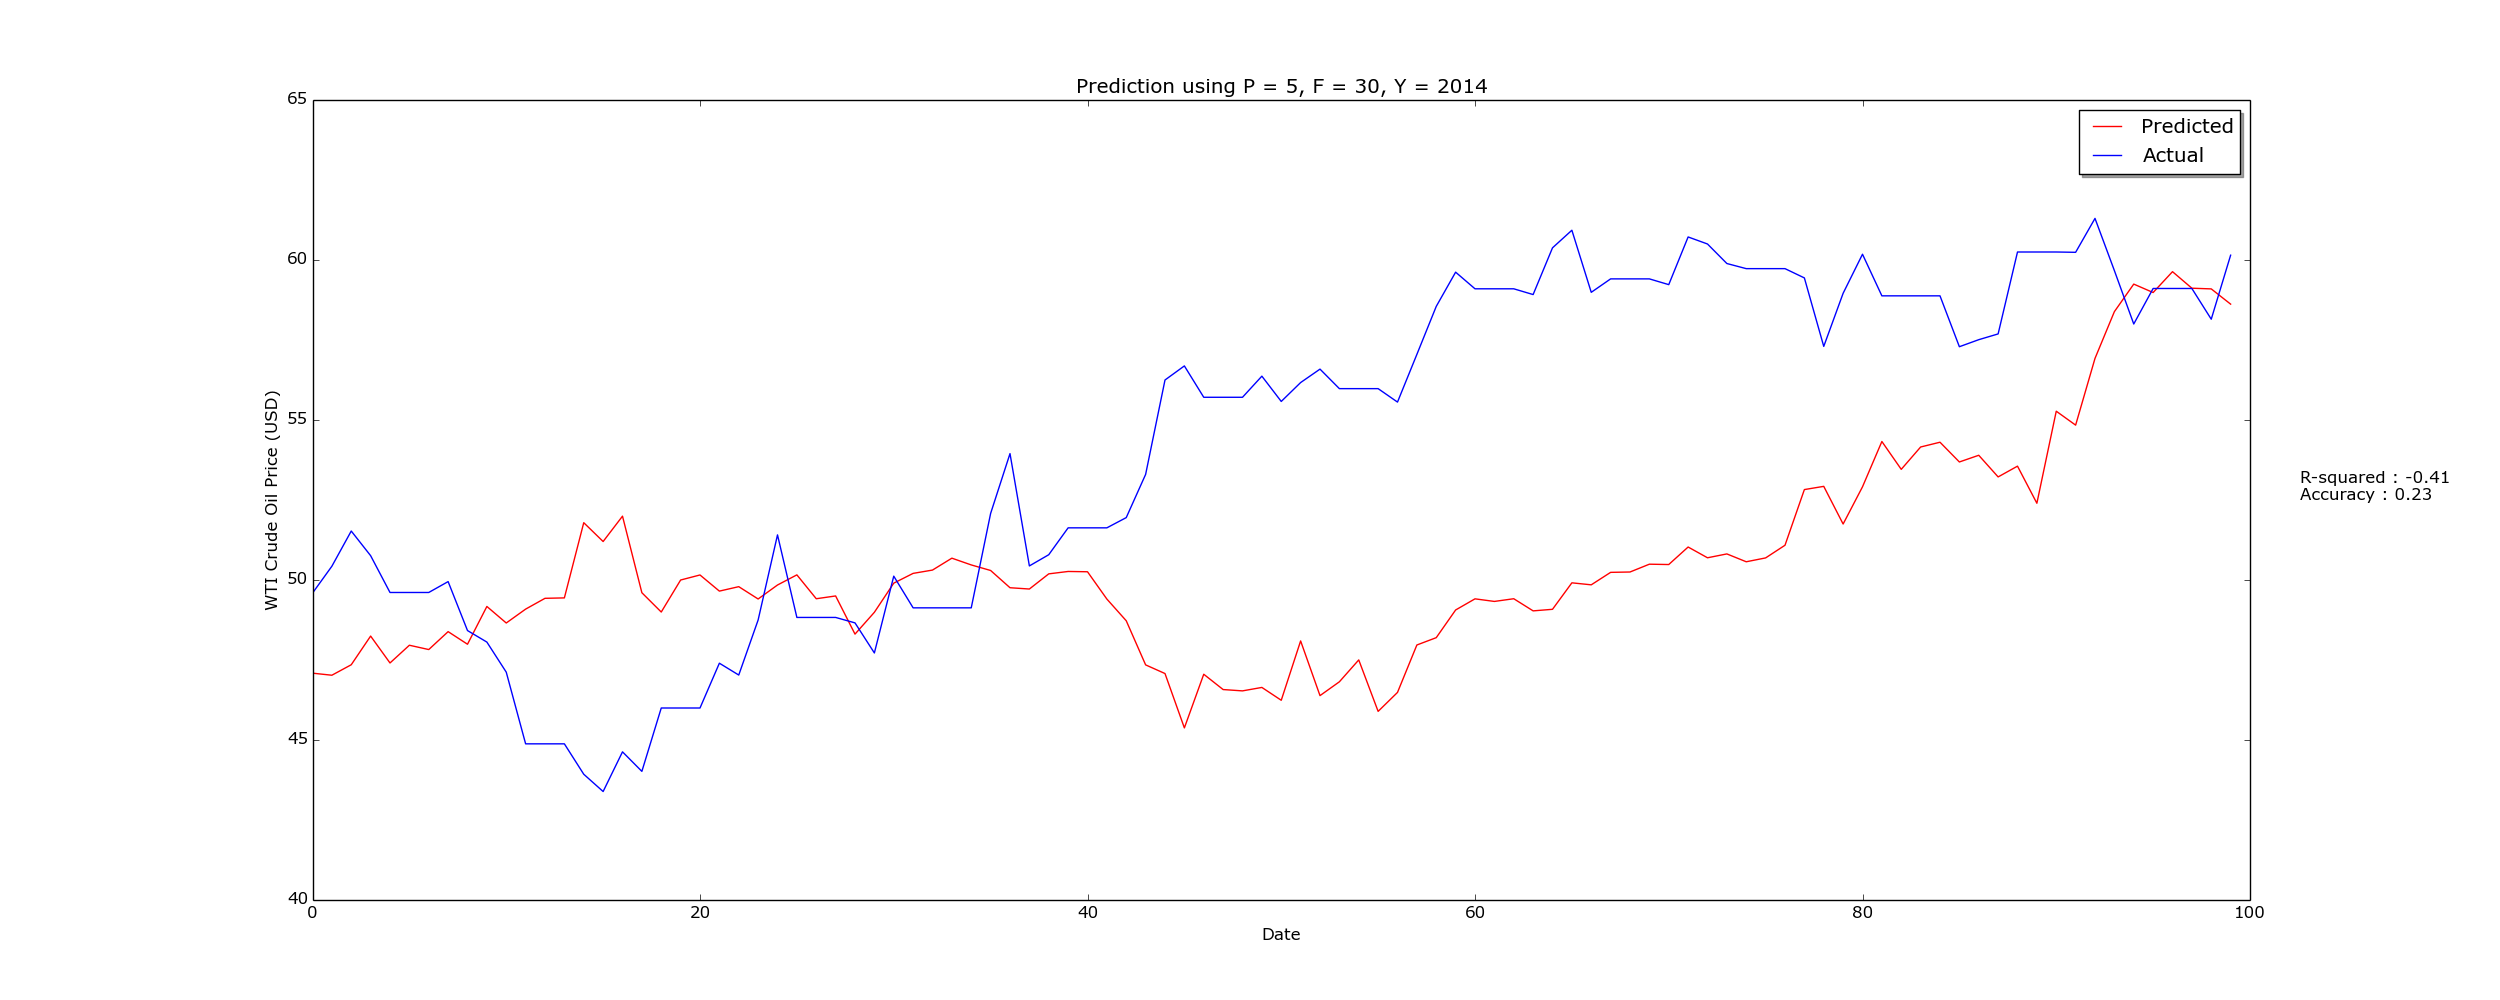 Prediction using P = 5, F = 30, Y = 2014
Predicted
Actual
65
60
55
50
45
40
WTI Crude Oil Price (USD)
0 20 40 60 80 100
Date
R-squared : -0.41
Accuracy : 0.23